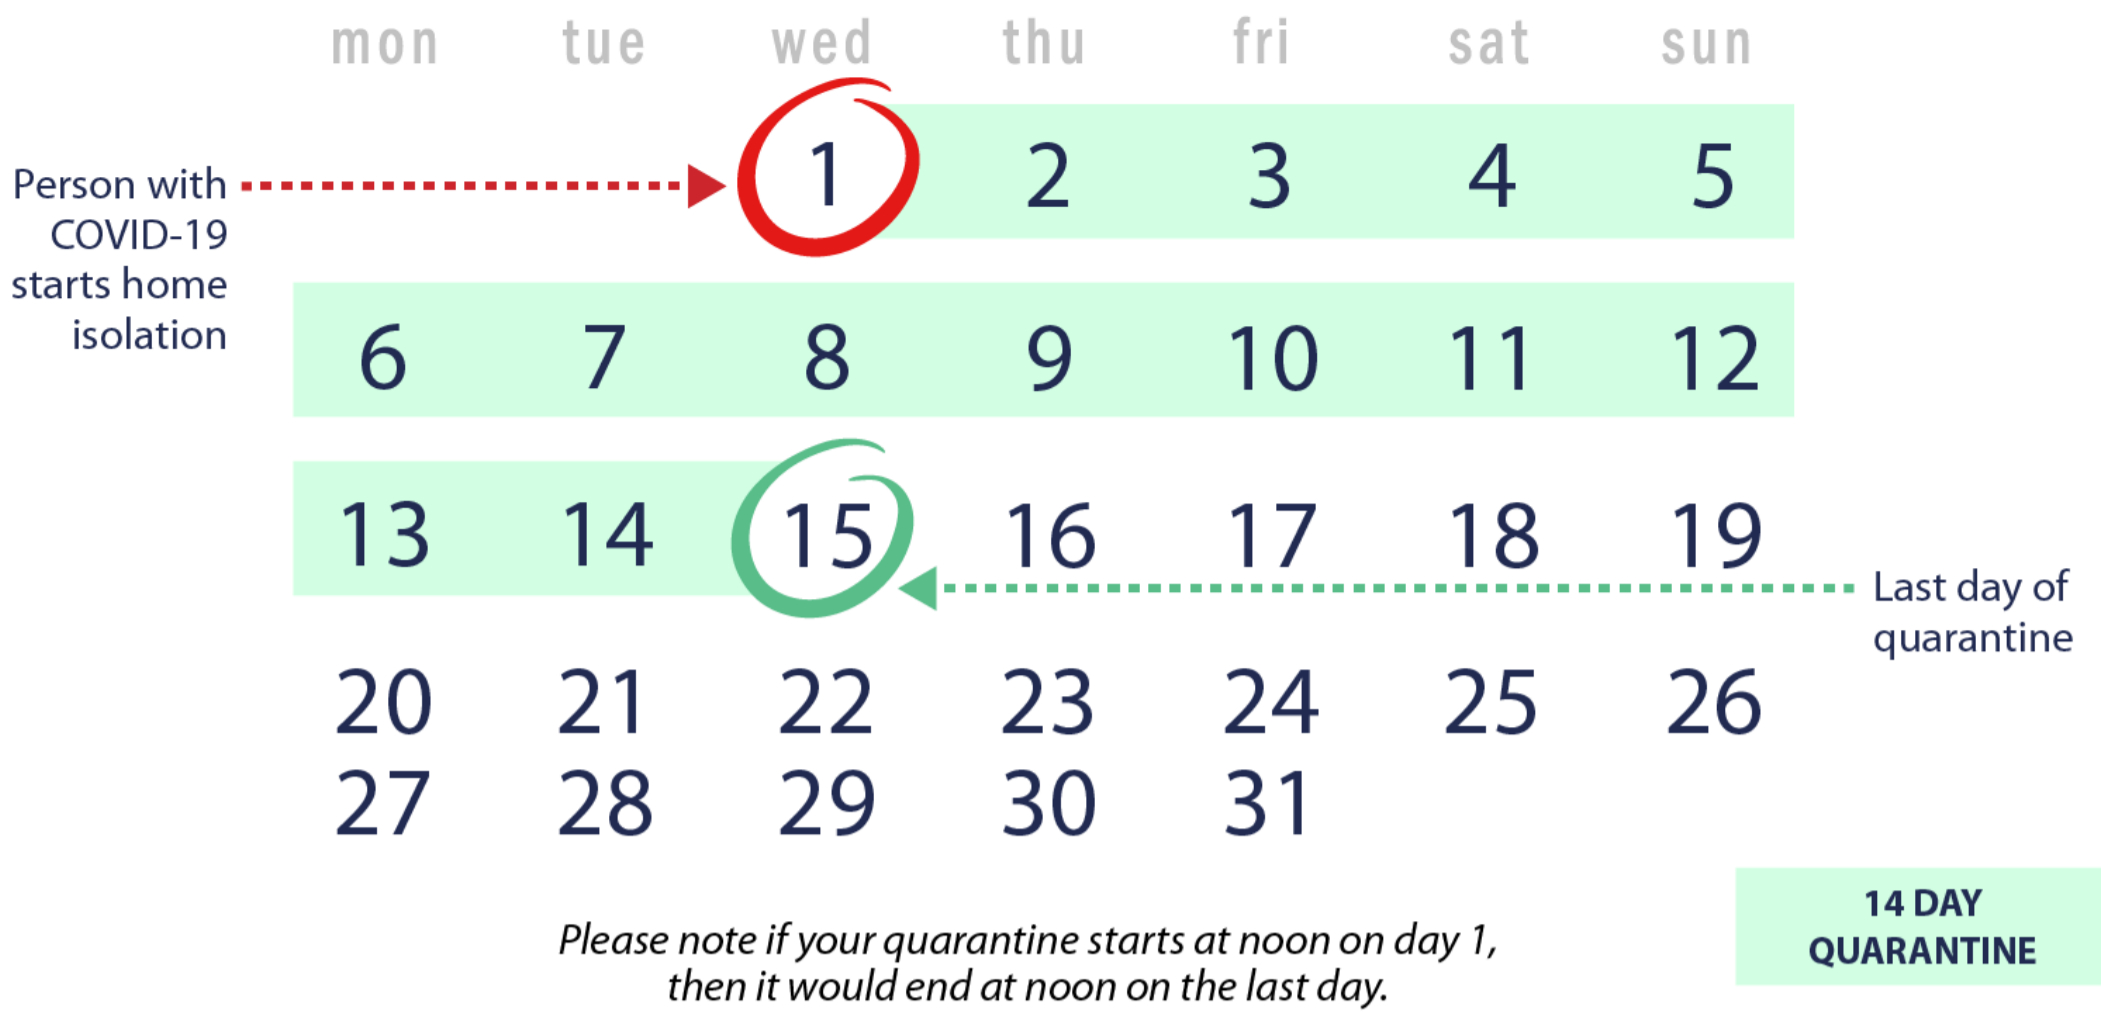 mon tue wed thu fri sat sun
1 2 3 4 5
Person with
COVID-19
starts home
isolation
6 7 8 9 10 11 12
13 14 15 16 17 18 19
Last day of
quarantine
20 21 22 23 24 25 26
27 28 29 30 31
14 DAY
QUARANTINE
Please note if your quarantine starts at noon on day 1,
then it would end at noon on the last day.